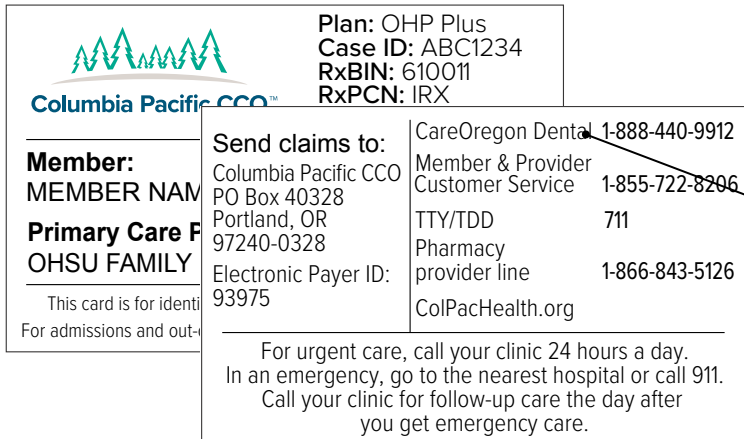 Columbia Pacific CCO™
Plan: OHP Plus
Case ID: ABC1234
RxBIN: 610011
RxPCN: IRX
Member:
MEMBER NAM
Primary Care P
OHSU FAMILY
This card is for identi
For admissions and out-
Send claims to:
Columbia Pacific CCO
PO Box 40328
Portland, OR
97240-0328
Electronic Payer ID:
93975
CareOregon Dental 1-888-440-9912
Member & Provider
Customer Service 1-855-722-8206
TTY/TDD 711
Pharmacy
provider line 1-866-843-5126
ColPacHealth.org
For urgent care, call your clinic 24 hours a day.
In an emergency, go to the nearest hospital or call 911.
Call your clinic for follow-up care the day after
you get emergency care.